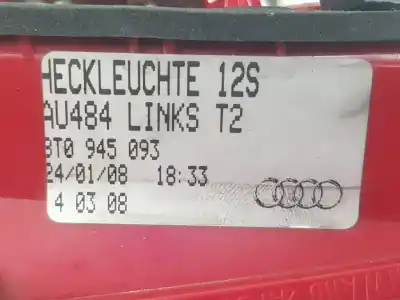 HECKLEUCHTE 12S
AU484 LINKS T2
8T0 945 093
24/01/08 18:33
4 03 08